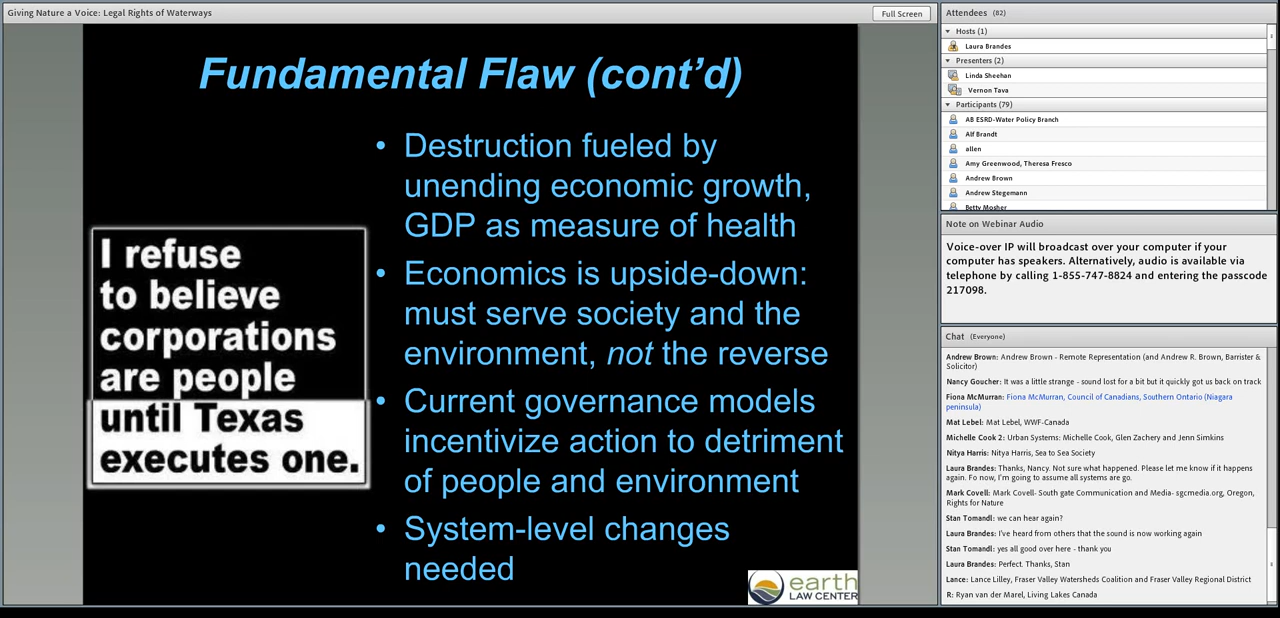 Giving Nature a Voice: Legal Rights of Waterways
Full Screen
Fundamental Flaw (cont'd)
• Destruction fueled by
unending economic growth,
GDP as measure of health
• Economics is upside-down:
must serve society and the
environment, not the reverse
• Current governance models
incentivize action to detriment
of people and environment
• System-level changes
needed
I refuse
to believe
corporations
are people
until Texas
executes one.
earth
LAW CENTER
Attendees (82)
Hosts (1)
Laura Brandes
Presenters (2)
Linda Sheehan
Vernon Tava
Participants (79)
AB ESRD-Water Policy Branch
Alf Brandt
allen
Amy Greenwood, Theresa Fresco
Andrew Brown
Andrew Stegemann
Betty Mosher
Note on Webinar Audio
Voice-over IP will broadcast over your computer if your
computer has speakers. Alternatively, audio is available via
telephone by calling 1-855-747-8824 and entering the passcode
217098.
Chat (Everyone)
Andrew Brown: Andrew Brown - Remote Representation (and Andrew R. Brown, Barrister &
Solicitor)
Nancy Goucher: It was a little strange - sound lost for a bit but it quickly got us back on track
Fiona McMurran: Fiona McMurran, Council of Canadians, Southern Ontario (Niagara
peninsula)
Mat Lebel: Mat Lebel, WWF-Canada
Michelle Cook 2: Urban Systems: Michelle Cook, Glen Zachery and Jenn Simkins
Nitya Harris: Nitya Harris, Sea to Sea Society
Laura Brandes: Thanks, Nancy. Not sure what happened. Please let me know if it happens
again. Fo now, I'm going to assume all systems are go.
Mark Covell: Mark Covell- South gate Communication and Media- sgcmedia.org, Oregon,
Rights for Nature
Stan Tomandl: we can hear again?
Laura Brandes: I've heard from others that the sound is now working again
Stan Tomandl: yes all good over here - thank you
Laura Brandes: Perfect. Thanks, Stan
Lance: Lance Lilley, Fraser Valley Watersheds Coalition and Fraser Valley Regional District
R: Ryan van der Marel, Living Lakes Canada